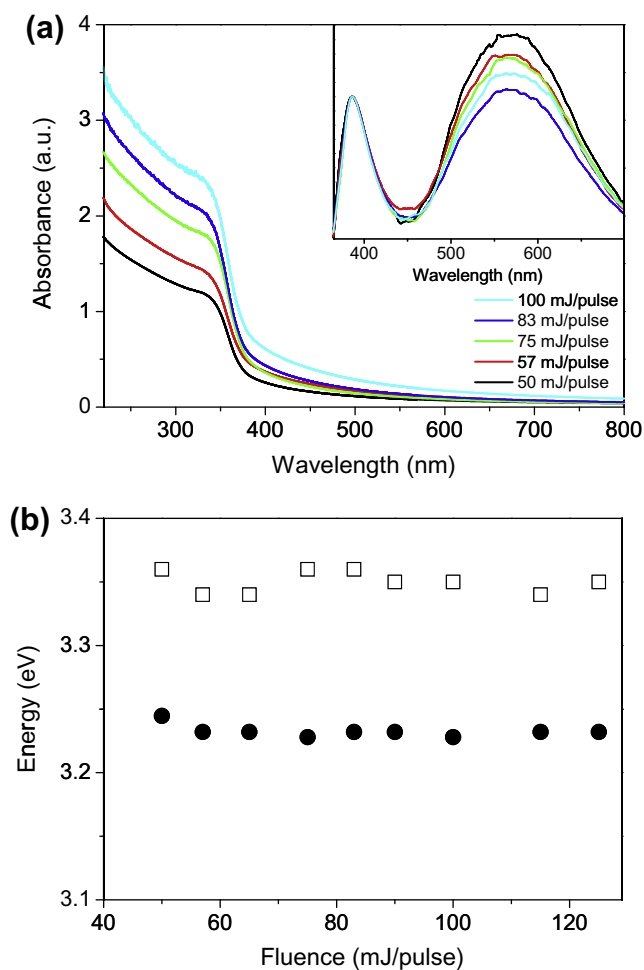 (a)
Absorbance (a.u.)
4
3
2
1
0
300 400 500 600 700 800
Wavelength (nm)
400 500 600
Wavelength (nm)
100 mJ/pulse
83 mJ/pulse
75 mJ/pulse
57 mJ/pulse
50 mJ/pulse
(b)
Energy (eV)
3.4
3.3
3.2
3.1
40 60 80 100 120
Fluence (mJ/pulse)